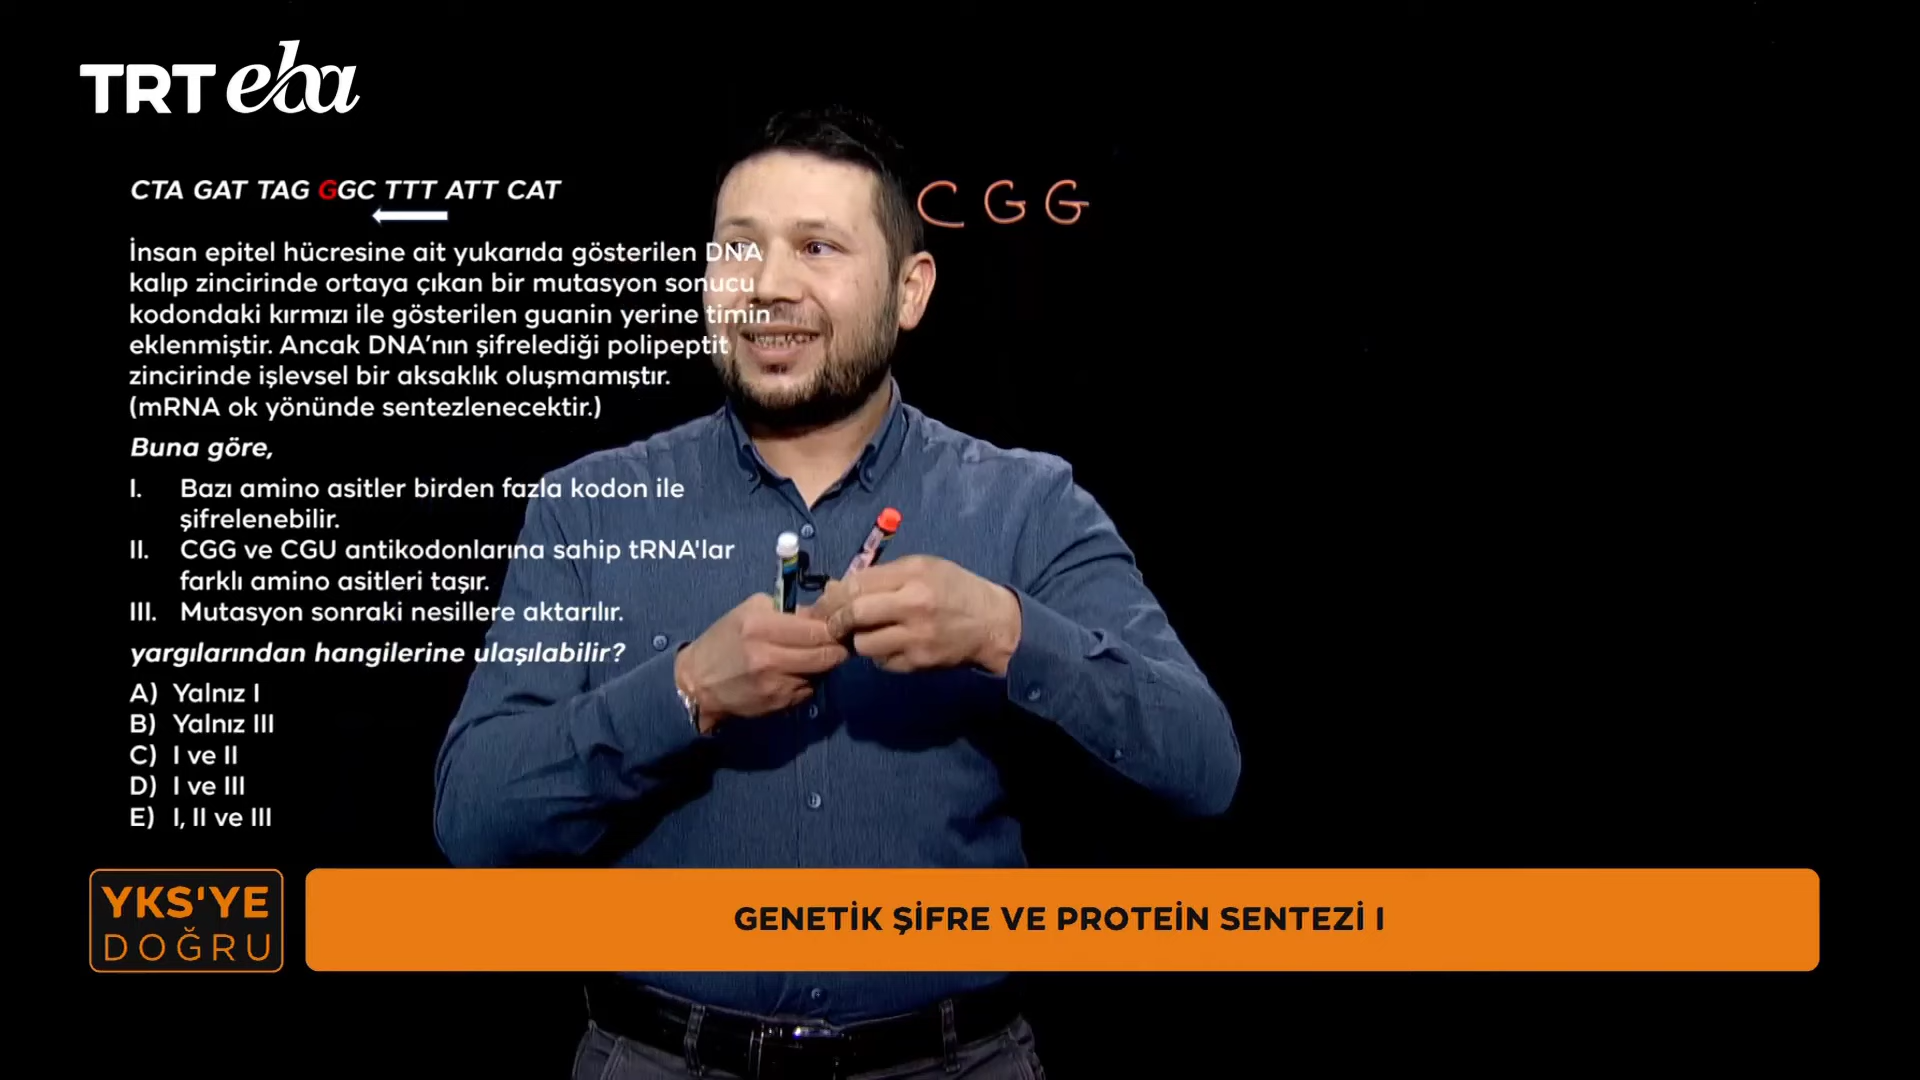 TRT eba
CTA GAT TAG GGC TTT ATT CAT
C G G
İnsan epitel hücresine ait yukarıda gösterilen DNA
kalıp zincirinde ortaya çıkan bir mutasyon sonucu
kodondaki kırmızı ile gösterilen guanin yerine timin
eklenmiştir. Ancak DNA’nın şifrelediği polipeptit
zincirinde işlevsel bir aksaklık oluşmamıştır.
(mRNA ok yönünde sentezlenecektir.)
Buna göre,
I. Bazı amino asitler birden fazla kodon ile
şifrelenebilir.
II. CGG ve CGU antikodonlarına sahip tRNA'lar
farklı amino asitleri taşır.
III. Mutasyon sonraki nesillere aktarılır.
yargılarından hangilerine ulaşılabilir?
A) Yalnız I
B) Yalnız III
C) I ve II
D) I ve III
E) I, II ve III
YKS'YE
DOĞRU
GENETİK ŞİFRE VE PROTEİN SENTEZİ I